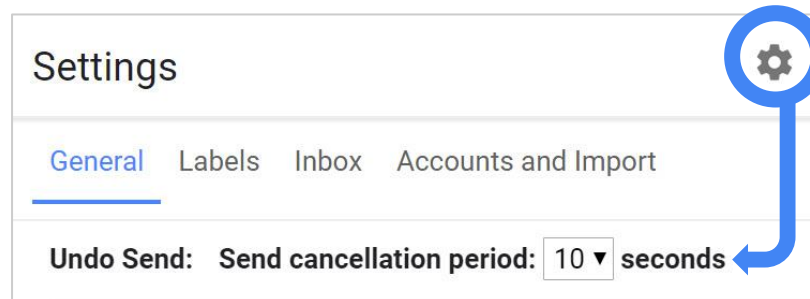 Settings
General Labels Inbox Accounts and Import
Undo Send: Send cancellation period: 10 ▼ seconds